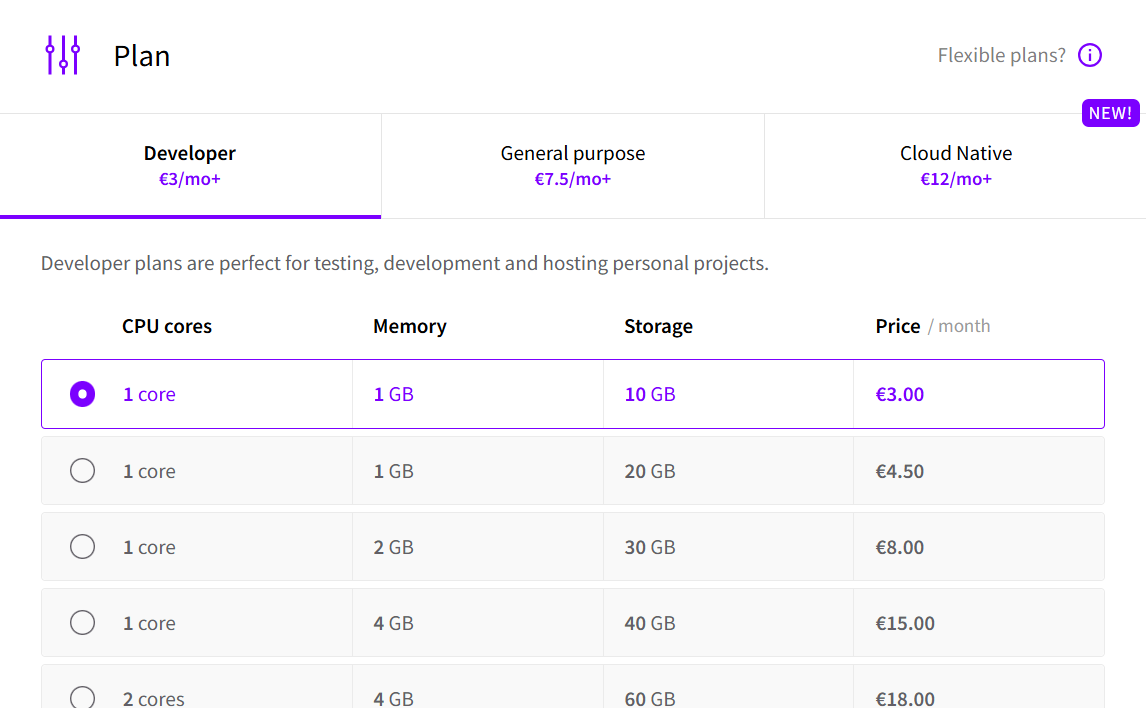 Plan
Flexible plans?
NEW!
Developer
€3/mo+
General purpose
€7.5/mo+
Cloud Native
€12/mo+
Developer plans are perfect for testing, development and hosting personal projects.
CPU cores Memory Storage Price / month
1 core 1 GB 10 GB €3.00
1 core 1 GB 20 GB €4.50
1 core 2 GB 30 GB €8.00
1 core 4 GB 40 GB €15.00
2 cores 4 GB 60 GB €18.00